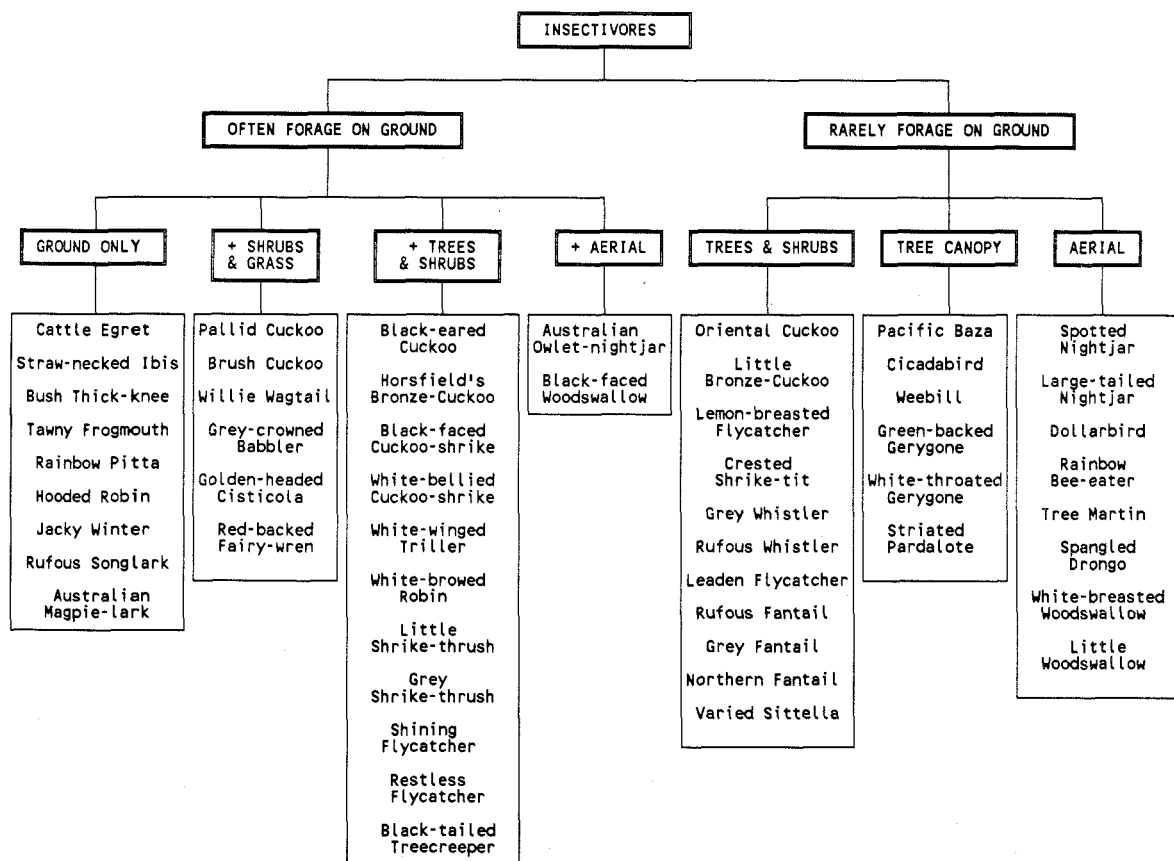 INSECTIVORES
OFTEN FORAGE ON GROUND
RARELY FORAGE ON GROUND
GROUND ONLY
+ SHRUBS
& GRASS
+ TREES
& SHRUBS
+ AERIAL
TREES & SHRUBS
TREE CANOPY
AERIAL
Cattle Egret
Straw-necked Ibis
Bush Thick-knee
Tawny Frogmouth
Rainbow Pitta
Hooded Robin
Jacky Winter
Rufous Songlark
Australian
Magpie-lark
Pallid Cuckoo
Brush Cuckoo
Willie Wagtail
Grey-crowned
Babbler
Golden-headed
Cisticola
Red-backed
Fairy-wren
Black-eared
Cuckoo
Horsfield's
Bronze-Cuckoo
Black-faced
Cuckoo-shrike
White-bellied
Cuckoo-shrike
White-winged
Triller
White-browed
Robin
Little
Shrike-thrush
Grey
Shrike-thrush
Shining
Flycatcher
Restless
Flycatcher
Black-tailed
Treecreeper
Australian
Owlet-nightjar
Black-faced
Woodswallow
Oriental Cuckoo
Little
Bronze-Cuckoo
Lemon-breasted
Flycatcher
Crested
Shrike-tit
Grey Whistler
Rufous Whistler
Leaden Flycatcher
Rufous Fantail
Grey Fantail
Northern Fantail
Varied Sittella
Pacific Baza
Cicadabird
Weebill
Green-backed
Gerygone
White-throated
Gerygone
Striated
Pardalote
Spotted
Nightjar
Large-tailed
Nightjar
Dollarbird
Rainbow
Bee-eater
Tree Martin
Spangled
Drongo
White-breasted
Woodswallow
Little
Woodswallow